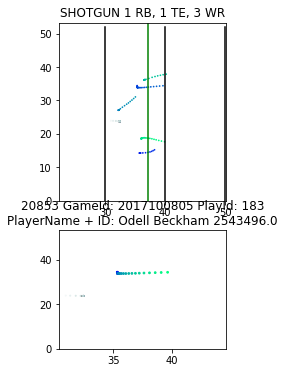 SHOTGUN 1 RB, 1 TE, 3 WR
50
40
30
20
10
0
30 40 50
20853 GameId: 2017100805 PlayId: 183
PlayerName + ID: Odell Beckham 2543496.0
40
20
0
35 40